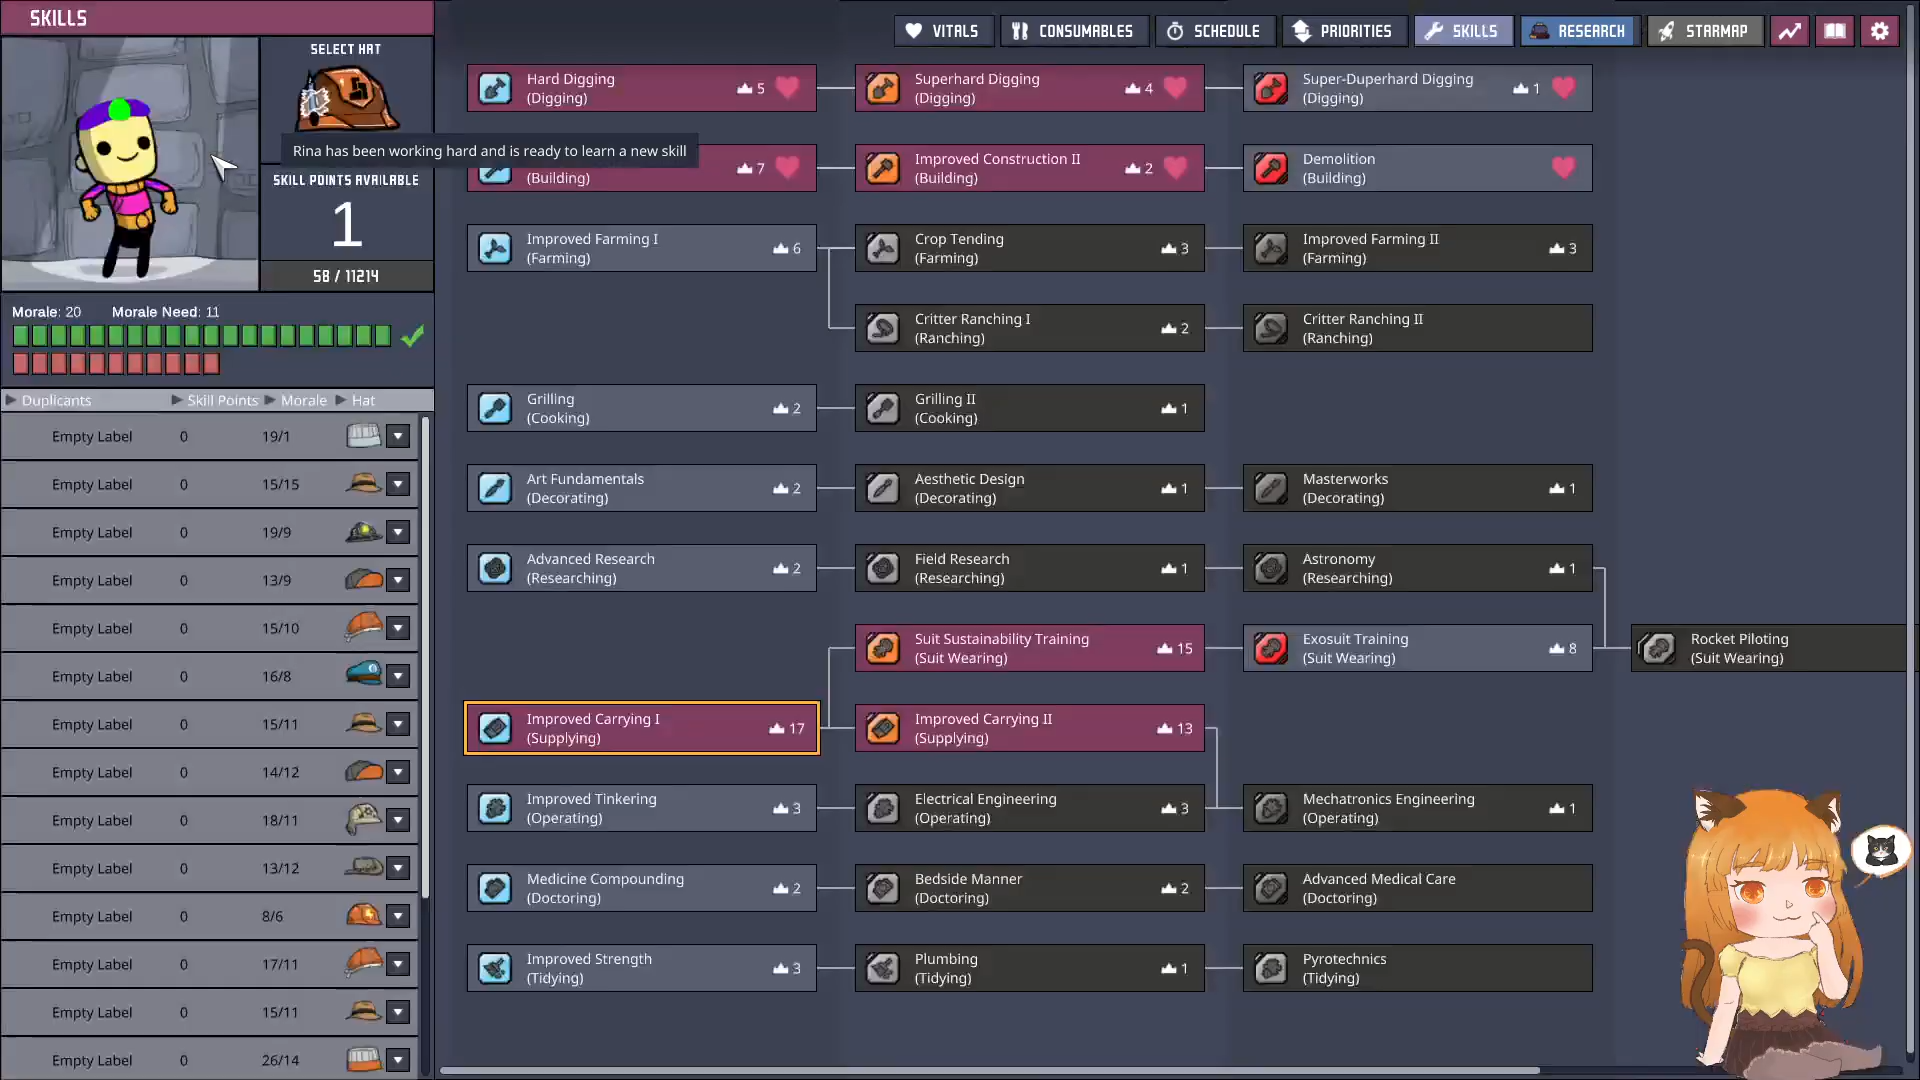 SKILLS
VITALS
CONSUMABLES
SCHEDULE
PRIORITIES
SKILLS
RESEARCH
STARMAP
SELECT HAT
Rina has been working hard and is ready to learn a new skill
SKILL POINTS AVAILABLE
1
58 / 11214
Morale: 20 Morale Need: 11
Duplicants Skill Points Morale Hat
Empty Label 0 19/1
Empty Label 0 15/15
Empty Label 0 19/9
Empty Label 0 13/9
Empty Label 0 15/10
Empty Label 0 16/8
Empty Label 0 15/11
Empty Label 0 14/12
Empty Label 0 18/11
Empty Label 0 13/12
Empty Label 0 8/6
Empty Label 0 17/11
Empty Label 0 15/11
Empty Label 0 26/14
Hard Digging
(Digging)
5
Superhard Digging
(Digging)
4
Super-Duperhard Digging
(Digging)
1
(Building)
7
Improved Construction II
(Building)
2
Demolition
(Building)
Improved Farming I
(Farming)
6
Crop Tending
(Farming)
3
Improved Farming II
(Farming)
3
Critter Ranching I
(Ranching)
2
Critter Ranching II
(Ranching)
Grilling
(Cooking)
2
Grilling II
(Cooking)
1
Art Fundamentals
(Decorating)
2
Aesthetic Design
(Decorating)
1
Masterworks
(Decorating)
1
Advanced Research
(Researching)
2
Field Research
(Researching)
1
Astronomy
(Researching)
1
Suit Sustainability Training
(Suit Wearing)
15
Exosuit Training
(Suit Wearing)
8
Rocket Piloting
(Suit Wearing)
Improved Carrying I
(Supplying)
17
Improved Carrying II
(Supplying)
13
Improved Tinkering
(Operating)
3
Electrical Engineering
(Operating)
3
Mechatronics Engineering
(Operating)
1
Medicine Compounding
(Doctoring)
2
Bedside Manner
(Doctoring)
2
Advanced Medical Care
(Doctoring)
Improved Strength
(Tidying)
3
Plumbing
(Tidying)
1
Pyrotechnics
(Tidying)